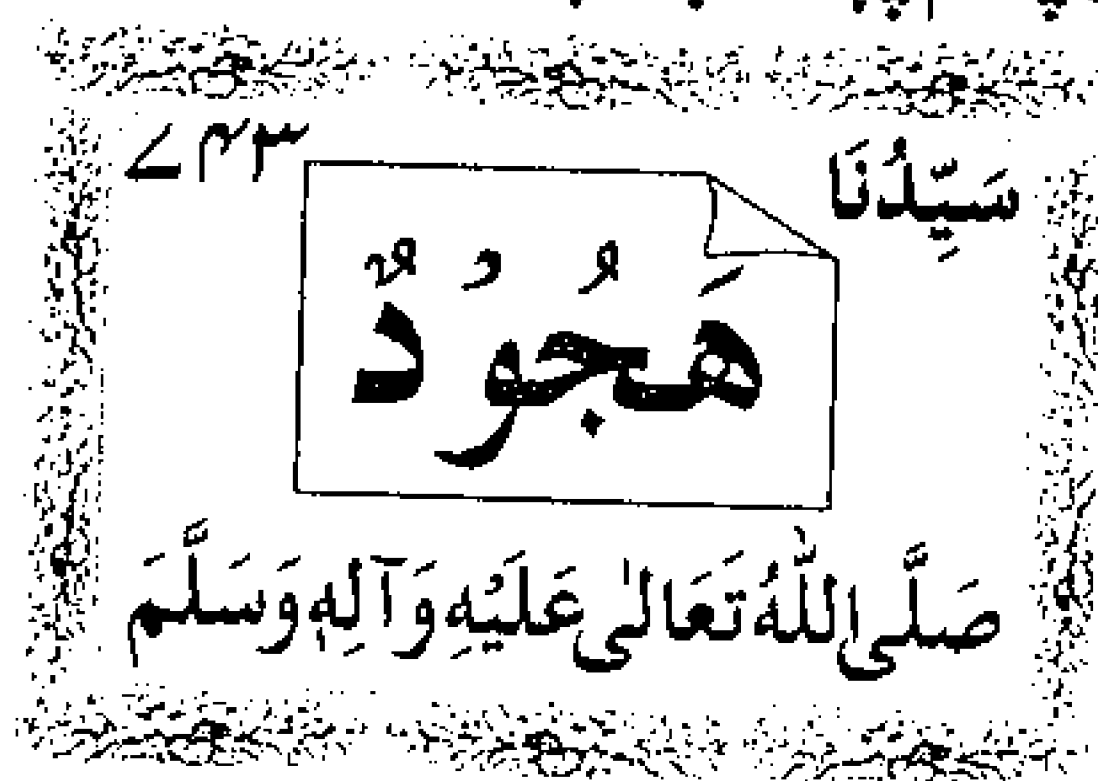 سَيِّدُنَا ۷۴۳
هَجُوْدٌ
صَلَّى اللّٰهُ تَعَالٰى عَلَيْهِ وَآلِهٖ وَسَلَّمَ